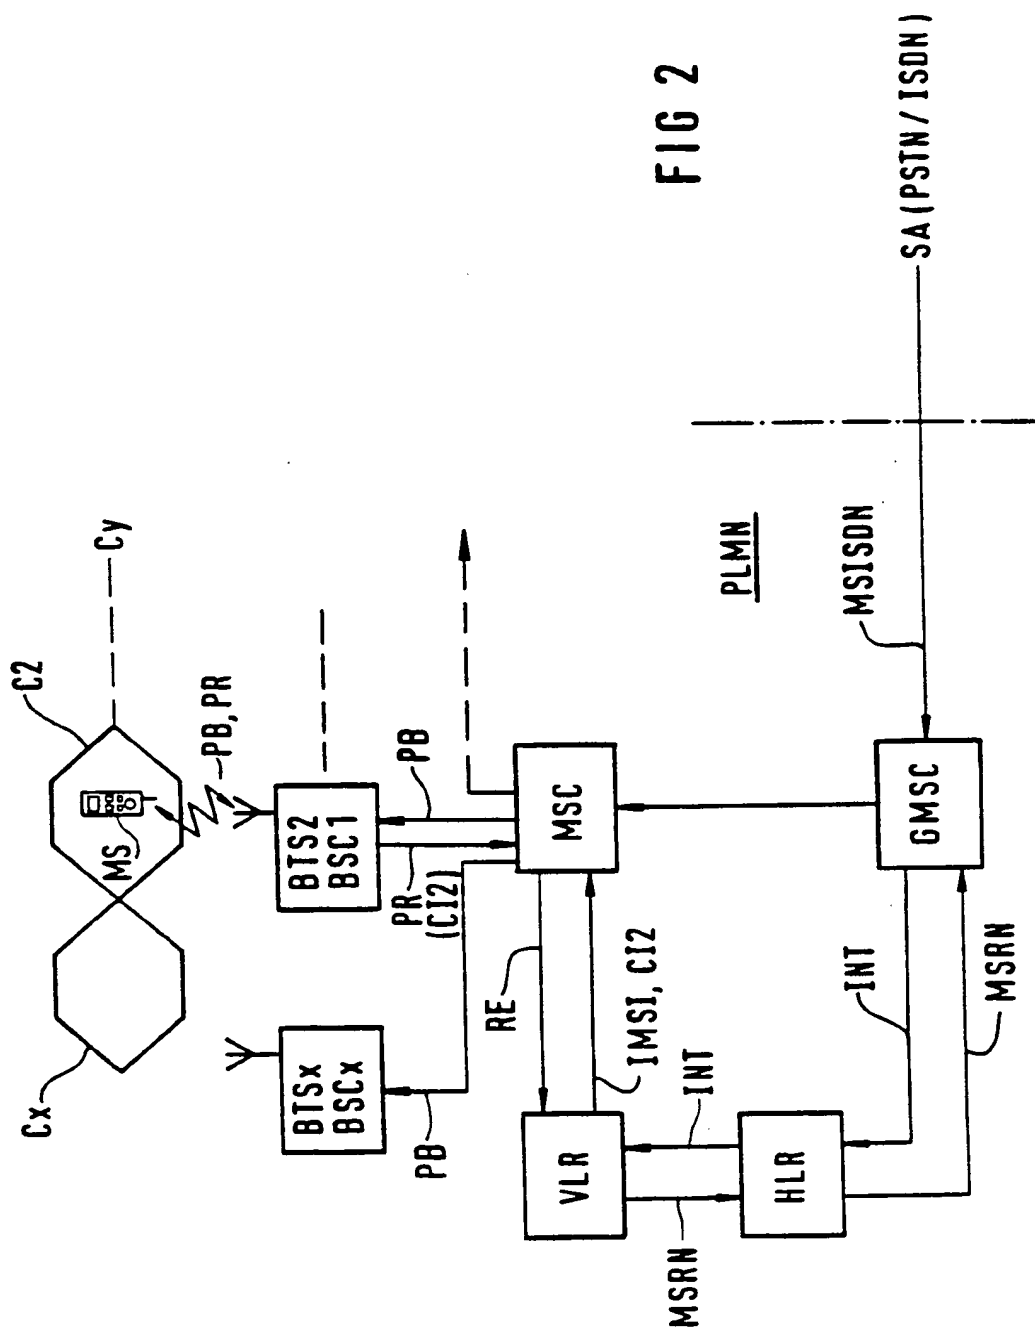 Cx
C2
Cy
MS
PB, PR
BTSx
BSCx
BTS2
BSC1
PB
PR
(CI2)
PB
RE
MSC
VLR
IMSI, CI2
INT
MSRN
HLR
INT
MSRN
GMSC
MSISDN
PLMN
SA (PSTN / ISDN)
FIG 2